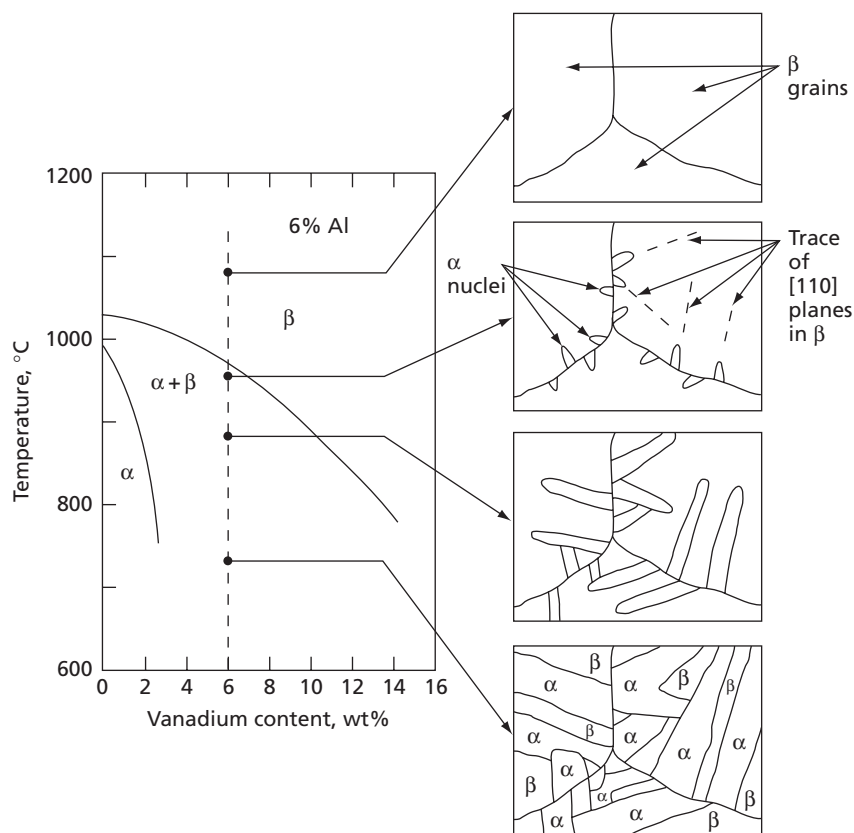 β
grains
1200
6% Al
α
nuclei
Trace
of
[110]
planes
in β
β
1000
α + β
α
800
600
0 2 4 6 8 10 12 14 16
Temperature, °C
Vanadium content, wt%
β
α
α
β
β
α
β
α
β
α
α
α
β
α
α
α
β
β